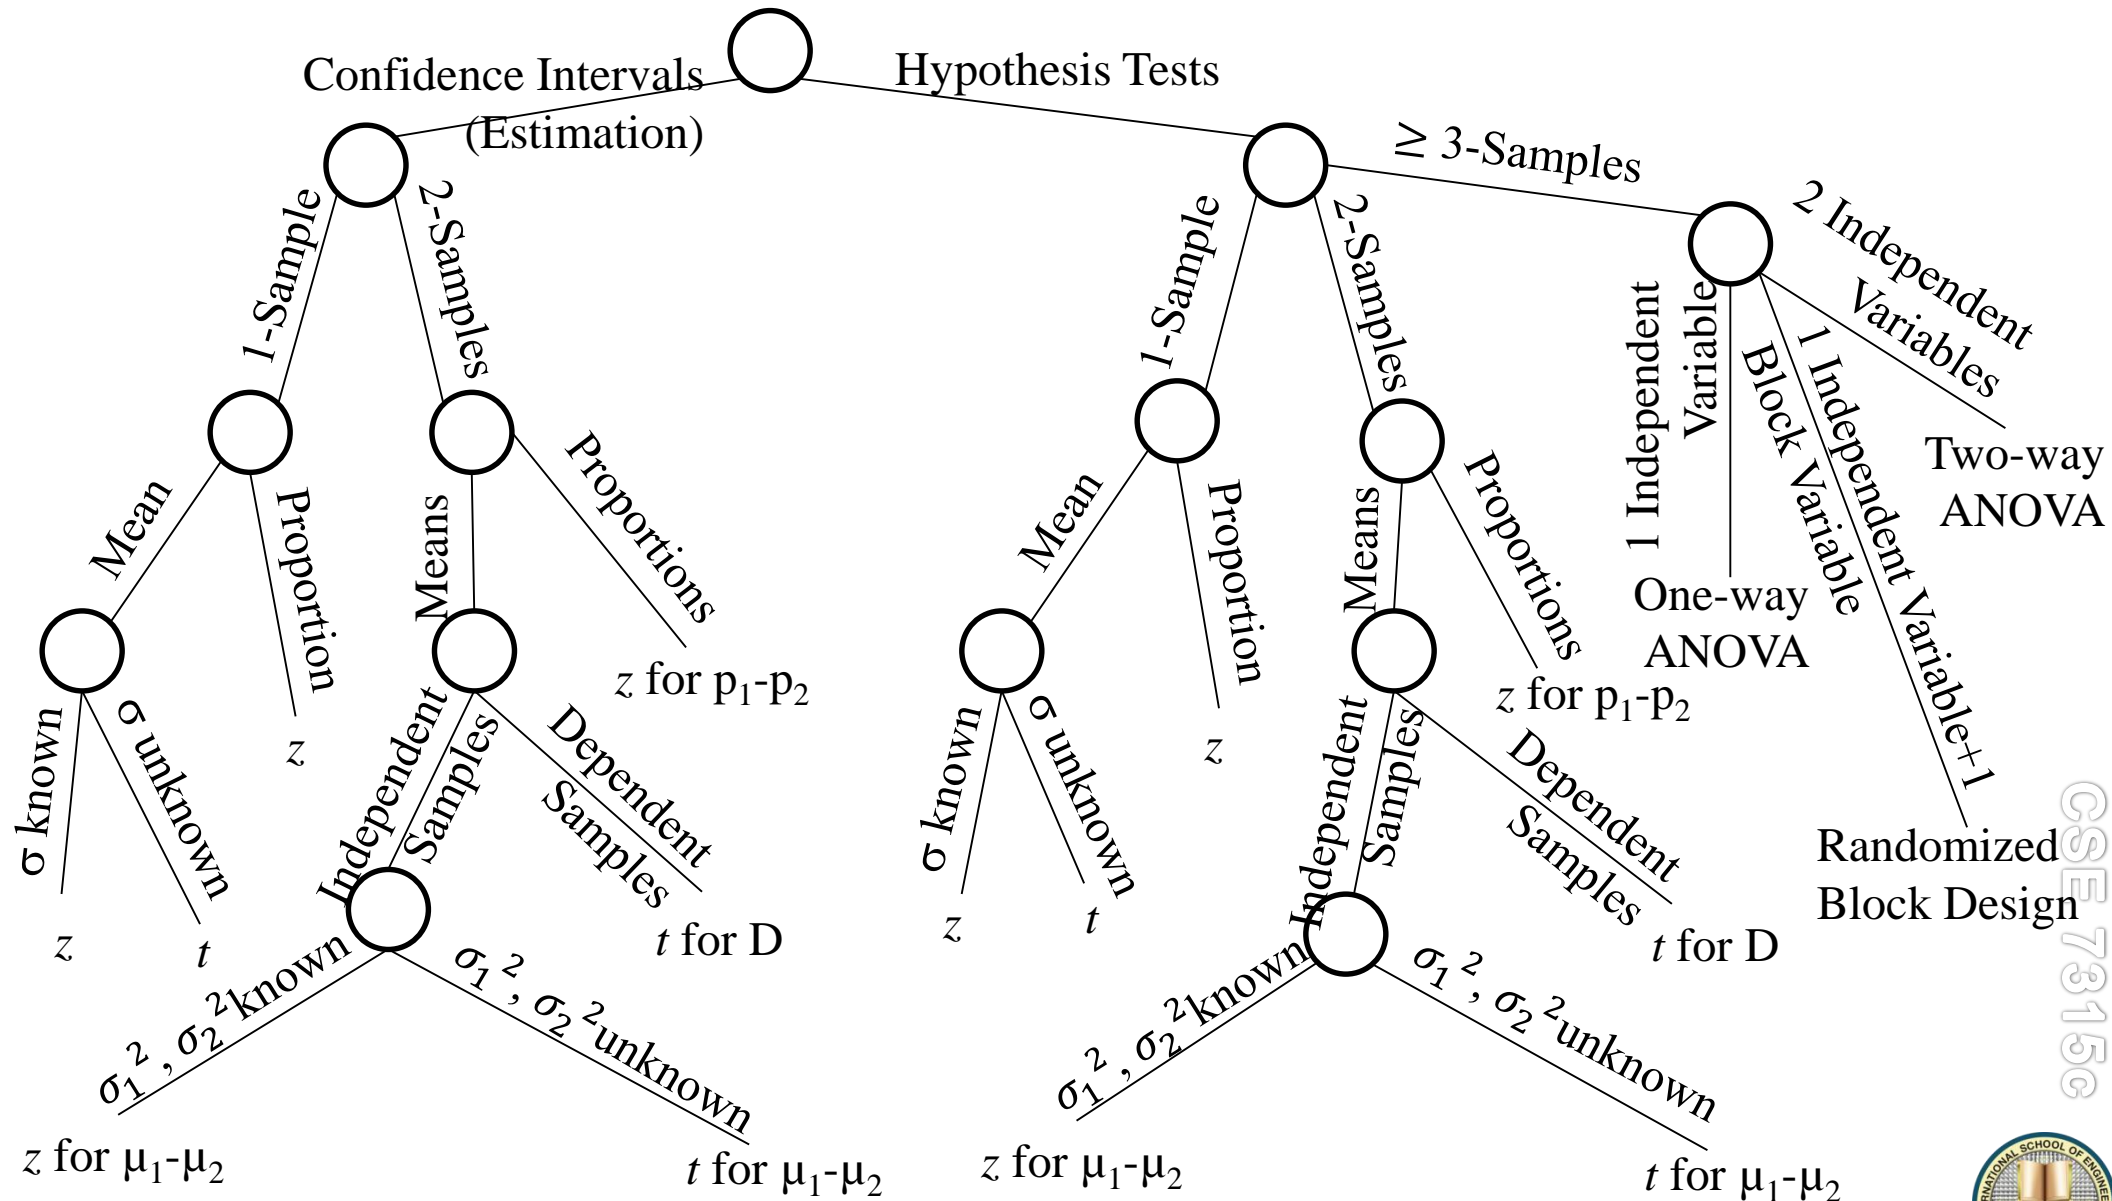 Confidence Intervals
(Estimation)
Hypothesis Tests
≥ 3-Samples
1-Sample
2-Samples
1-Sample
2-Samples
1 Independent
Variable
2 Independent
Variables
1 Independent Variable+1
Block Variable
Mean
Proportion
Means
Proportions
Mean
Proportion
Means
Proportions
One-way
ANOVA
Two-way
ANOVA
Randomized
Block Design
σ known
σ unknown
z
Independent
Samples
Dependent
Samples
z for p₁-p₂
σ known
σ unknown
z
Independent
Samples
Dependent
Samples
z for p₁-p₂
z
t
t for D
z
t
t for D
σ₁², σ₂² known
σ₁², σ₂² unknown
σ₁², σ₂² known
σ₁², σ₂² unknown
z for μ₁-μ₂
t for μ₁-μ₂
z for μ₁-μ₂
t for μ₁-μ₂
CSE 7315c